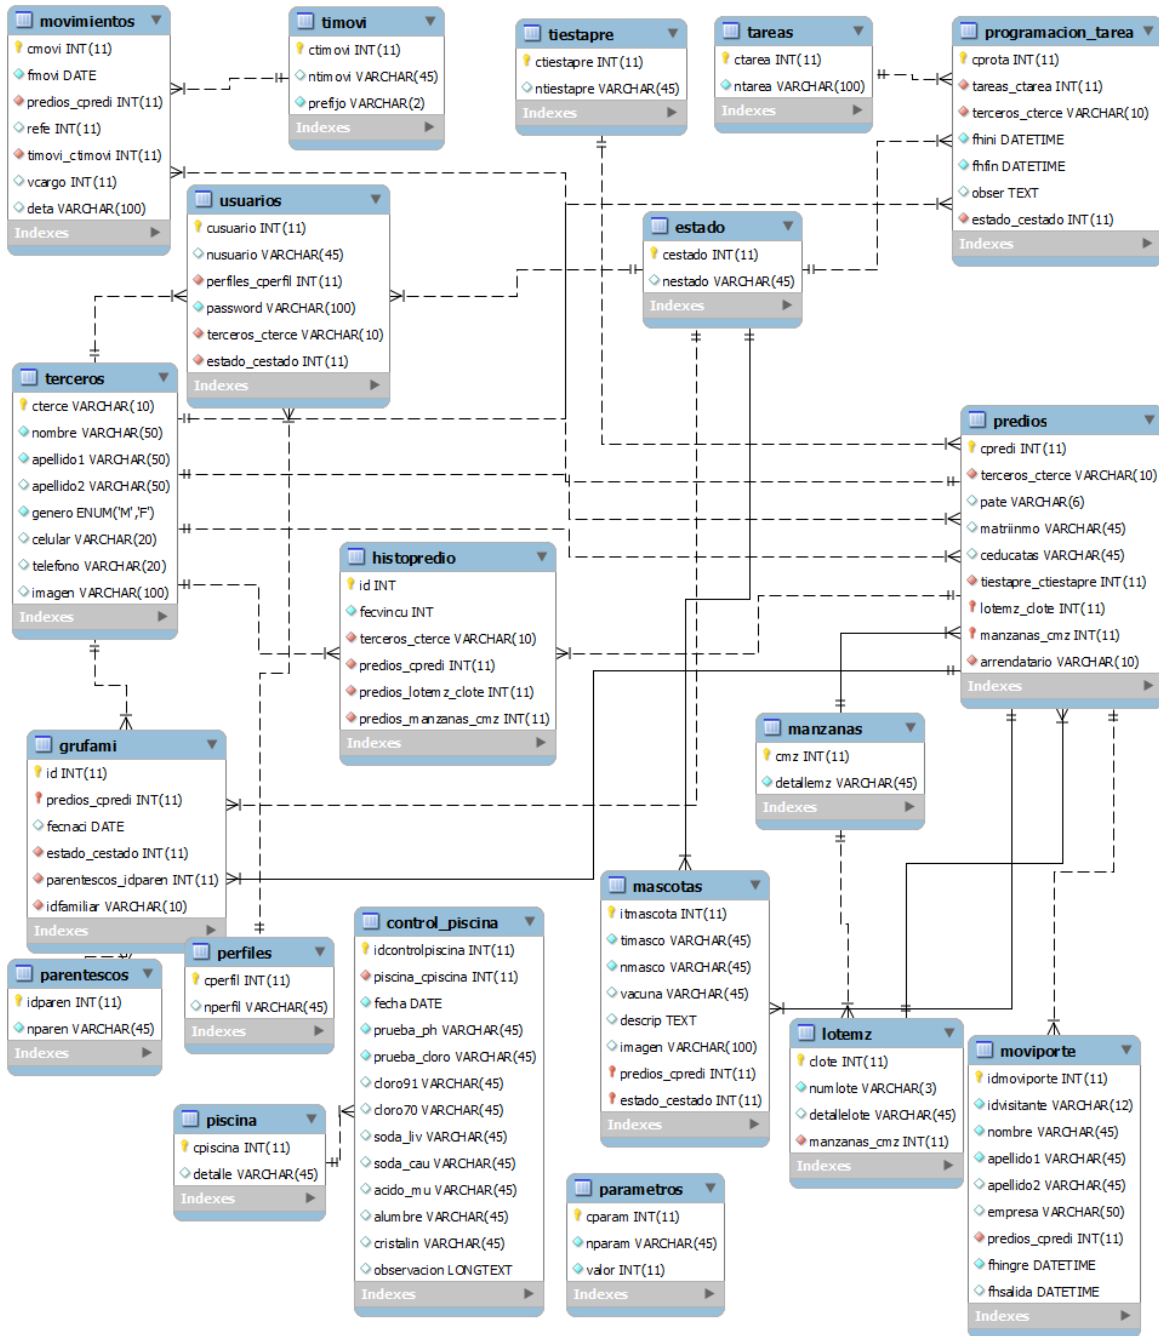 movimientos
cmovi INT(11)
fmovi DATE
predios_cpredi INT(11)
refe INT(11)
timovi_ctimovi INT(11)
vcargo INT(11)
deta VARCHAR(100)
Indexes
timovi
ctimovi INT(11)
ntimovi VARCHAR(45)
prefijo VARCHAR(2)
Indexes
tiestapre
ctiestapre INT(11)
ntiestapre VARCHAR(45)
Indexes
tareas
ctarea INT(11)
ntarea VARCHAR(100)
Indexes
programacion_tarea
cprota INT(11)
tareas_ctarea INT(11)
terceros_cterce VARCHAR(10)
fhini DATETIME
fhfin DATETIME
obser TEXT
estado_cestado INT(11)
Indexes
usuarios
cusuario INT(11)
nusuario VARCHAR(45)
perfiles_cperfil INT(11)
password VARCHAR(100)
terceros_cterce VARCHAR(10)
estado_cestado INT(11)
Indexes
estado
cestado INT(11)
nestado VARCHAR(45)
Indexes
terceros
cterce VARCHAR(10)
nombre VARCHAR(50)
apellido1 VARCHAR(50)
apellido2 VARCHAR(50)
genero ENUM('M','F')
celular VARCHAR(20)
telefono VARCHAR(20)
imagen VARCHAR(100)
Indexes
predios
cpredi INT(11)
terceros_cterce VARCHAR(10)
pate VARCHAR(6)
matriinmo VARCHAR(45)
ceducatas VARCHAR(45)
tiestapre_ctiestapre INT(11)
lotemz_clote INT(11)
manzanas_cmz INT(11)
arrendatario VARCHAR(10)
Indexes
histopredio
id INT
fecvincu INT
terceros_cterce VARCHAR(10)
predios_cpredi INT(11)
predios_lotemz_clote INT(11)
predios_manzanas_cmz INT(11)
Indexes
manzanas
cmz INT(11)
detallemz VARCHAR(45)
Indexes
grufami
id INT(11)
predios_cpredi INT(11)
fecnaci DATE
estado_cestado INT(11)
parentescos_idparen INT(11)
idfamiliar VARCHAR(10)
Indexes
parentescos
idparen INT(11)
nparen VARCHAR(45)
Indexes
perfiles
cperfil INT(11)
nperfil VARCHAR(45)
Indexes
control_piscina
idcontrolpiscina INT(11)
piscina_cpiscina INT(11)
fecha DATE
prueba_ph VARCHAR(45)
prueba_cloro VARCHAR(45)
cloro91 VARCHAR(45)
cloro70 VARCHAR(45)
soda_liv VARCHAR(45)
soda_cau VARCHAR(45)
acido_mu VARCHAR(45)
alumbre VARCHAR(45)
cristalin VARCHAR(45)
observacion LONGTEXT
Indexes
mascotas
itmascota INT(11)
timasco VARCHAR(45)
nmasco VARCHAR(45)
vacuna VARCHAR(45)
descrip TEXT
imagen VARCHAR(100)
predios_cpredi INT(11)
estado_cestado INT(11)
Indexes
lotemz
clote INT(11)
numlote VARCHAR(3)
detallelote VARCHAR(45)
manzanas_cmz INT(11)
Indexes
moviporte
idmoviporte INT(11)
idvisitante VARCHAR(12)
nombre VARCHAR(45)
apellido1 VARCHAR(45)
apellido2 VARCHAR(45)
empresa VARCHAR(50)
predios_cpredi INT(11)
fhingre DATETIME
fhsalida DATETIME
Indexes
piscina
cpiscina INT(11)
detalle VARCHAR(45)
Indexes
parametros
cparam INT(11)
nparam VARCHAR(45)
valor INT(11)
Indexes